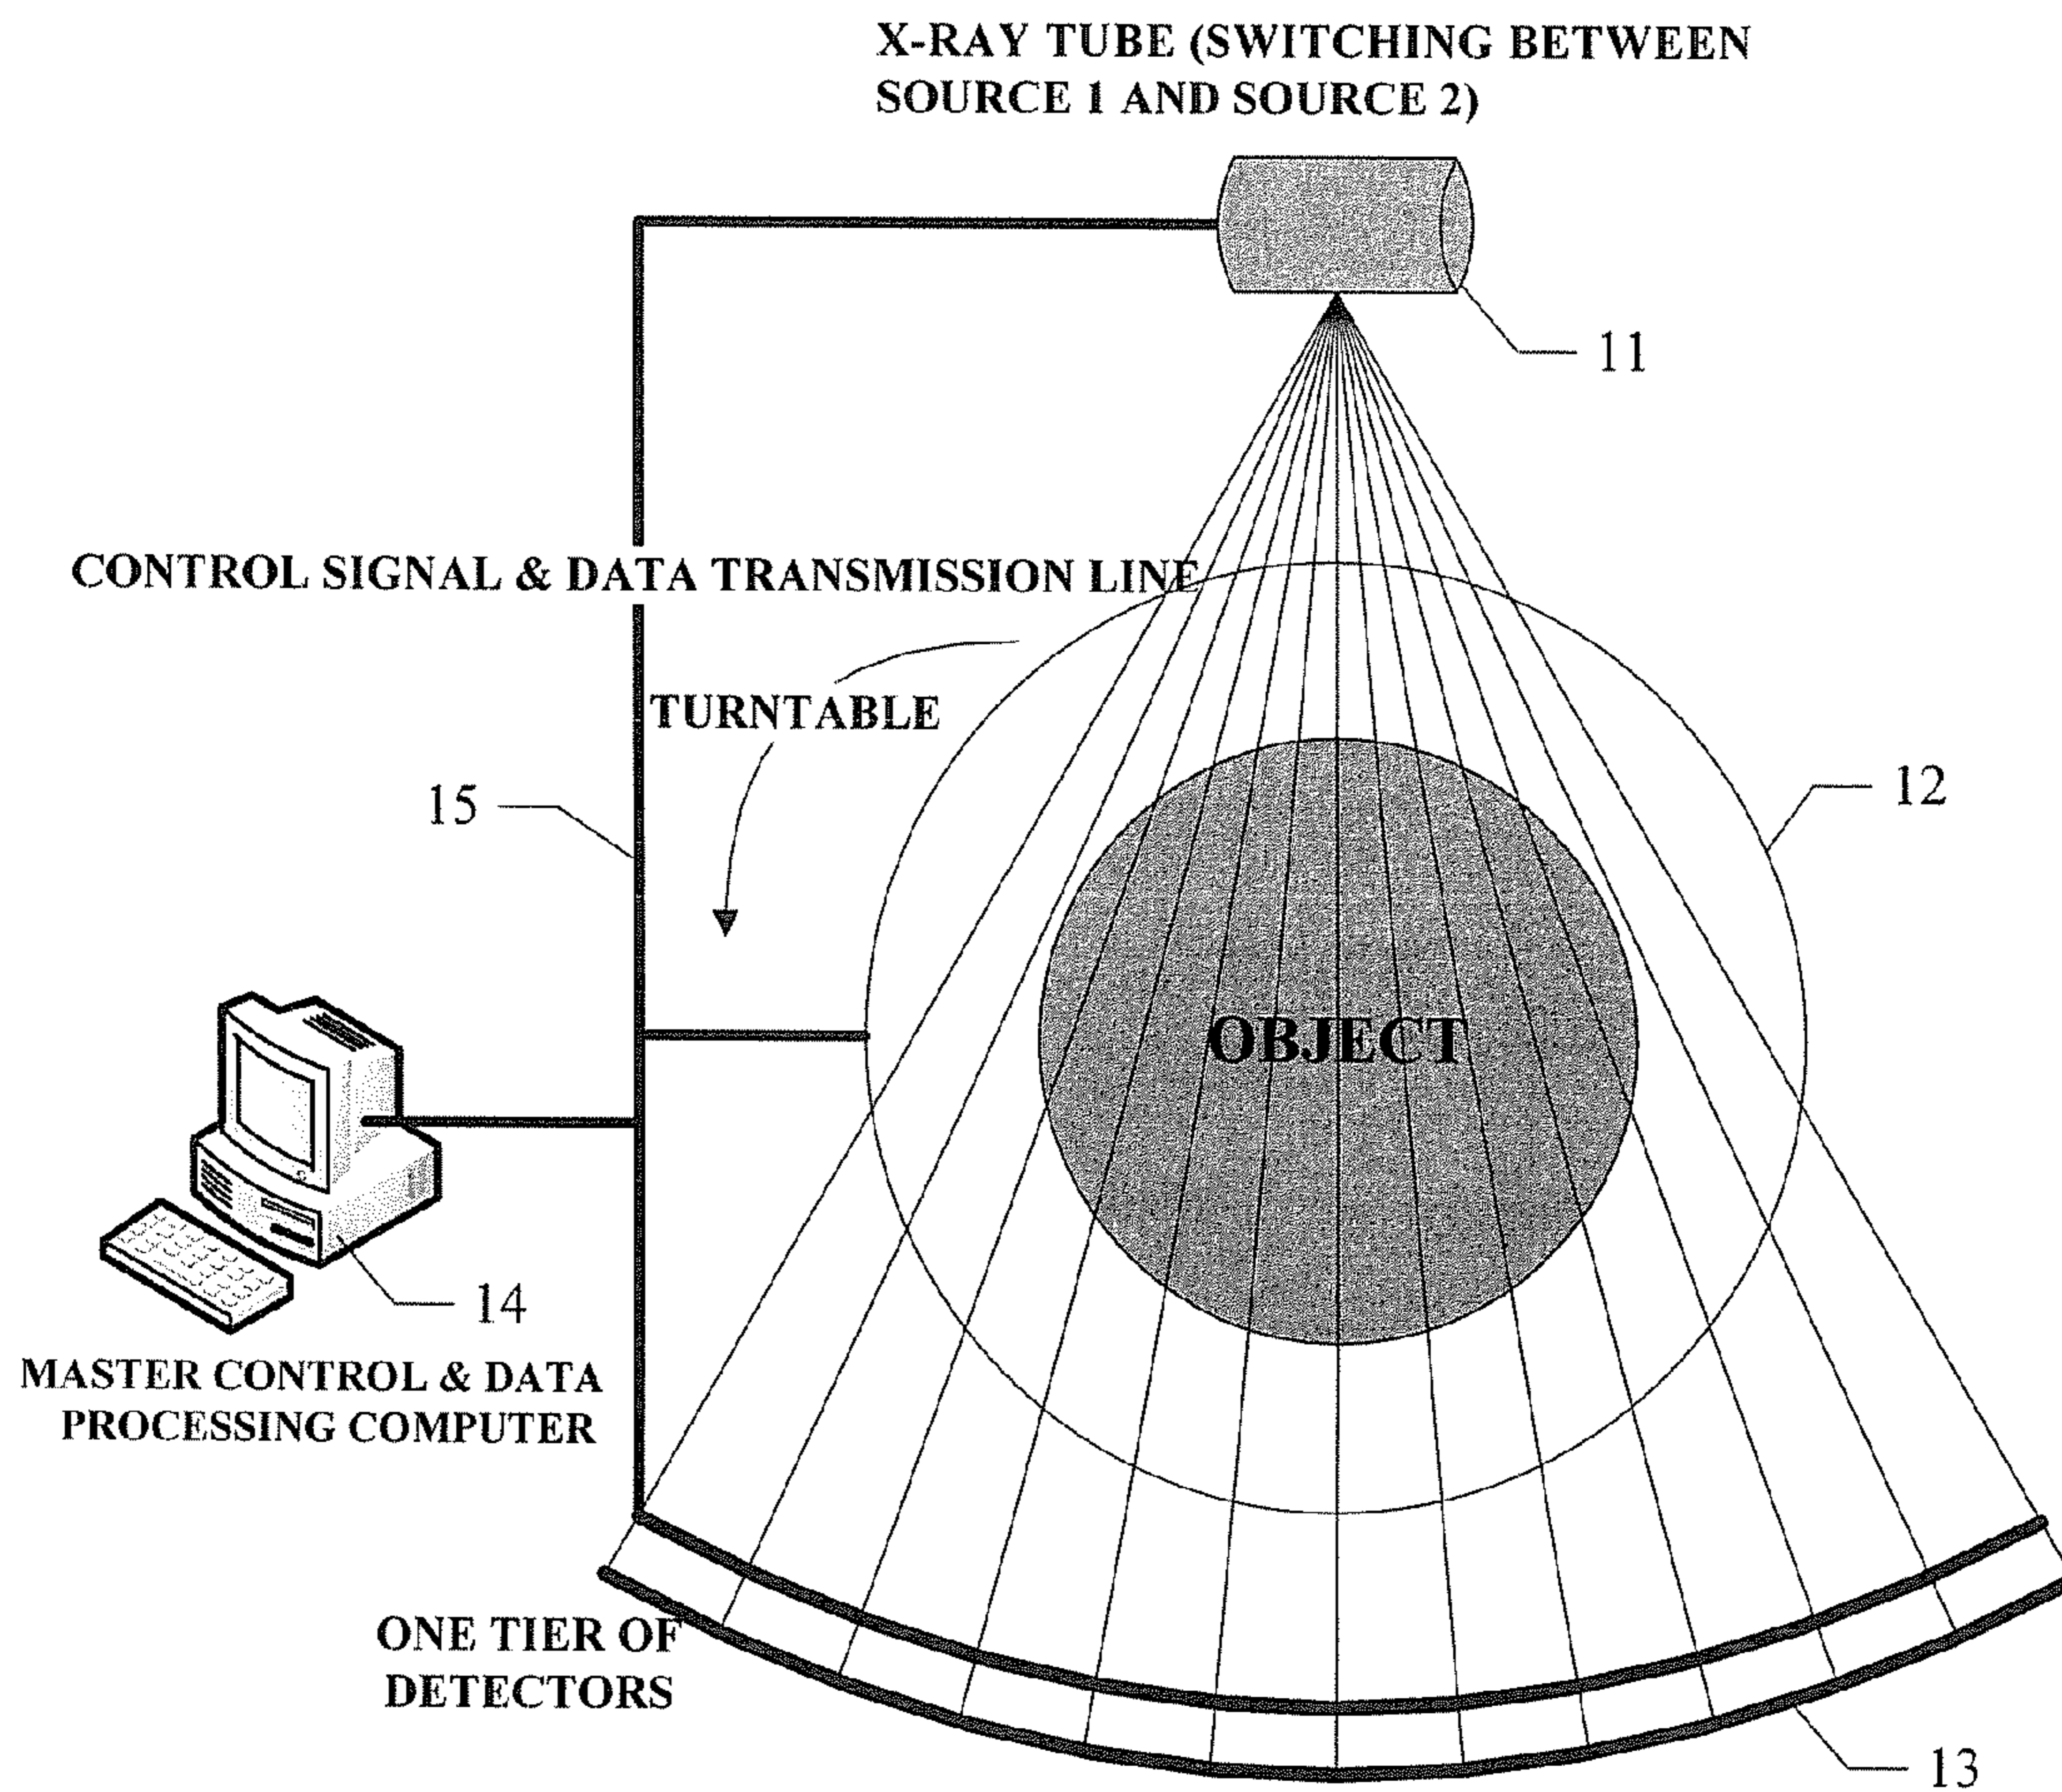 X-RAY TUBE (SWITCHING BETWEEN
SOURCE 1 AND SOURCE 2)
11
CONTROL SIGNAL & DATA TRANSMISSION LINE
TURNTABLE
15
12
OBJECT
14
MASTER CONTROL & DATA
PROCESSING COMPUTER
ONE TIER OF
DETECTORS
13